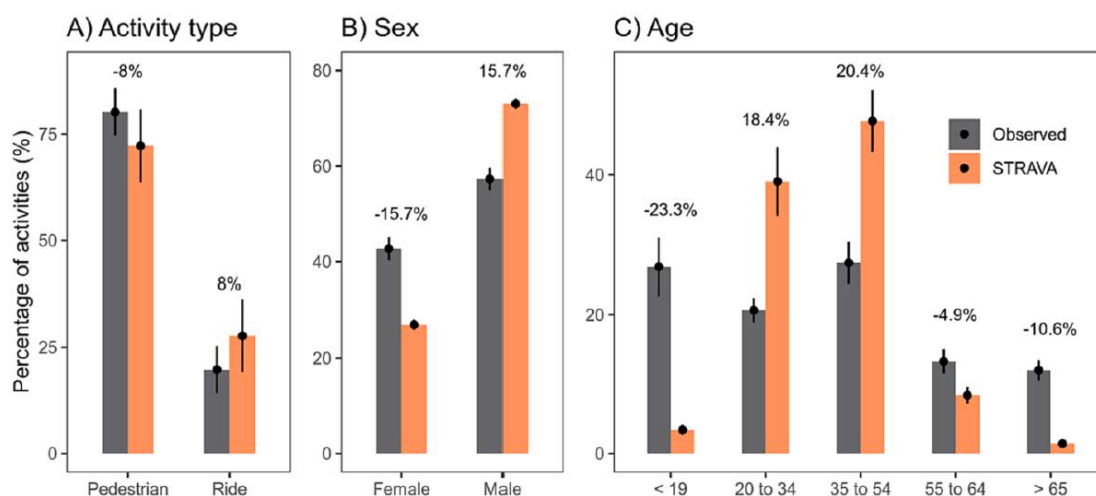 A) Activity type
B) Sex
C) Age
Percentage of activities (%)
75
50
25
0
-8%
8%
Pedestrian
Ride
80
60
40
20
0
-15.7%
15.7%
Female
Male
40
20
0
-23.3%
18.4%
20.4%
-4.9%
-10.6%
Observed
STRAVA
< 19
20 to 34
35 to 54
55 to 64
> 65